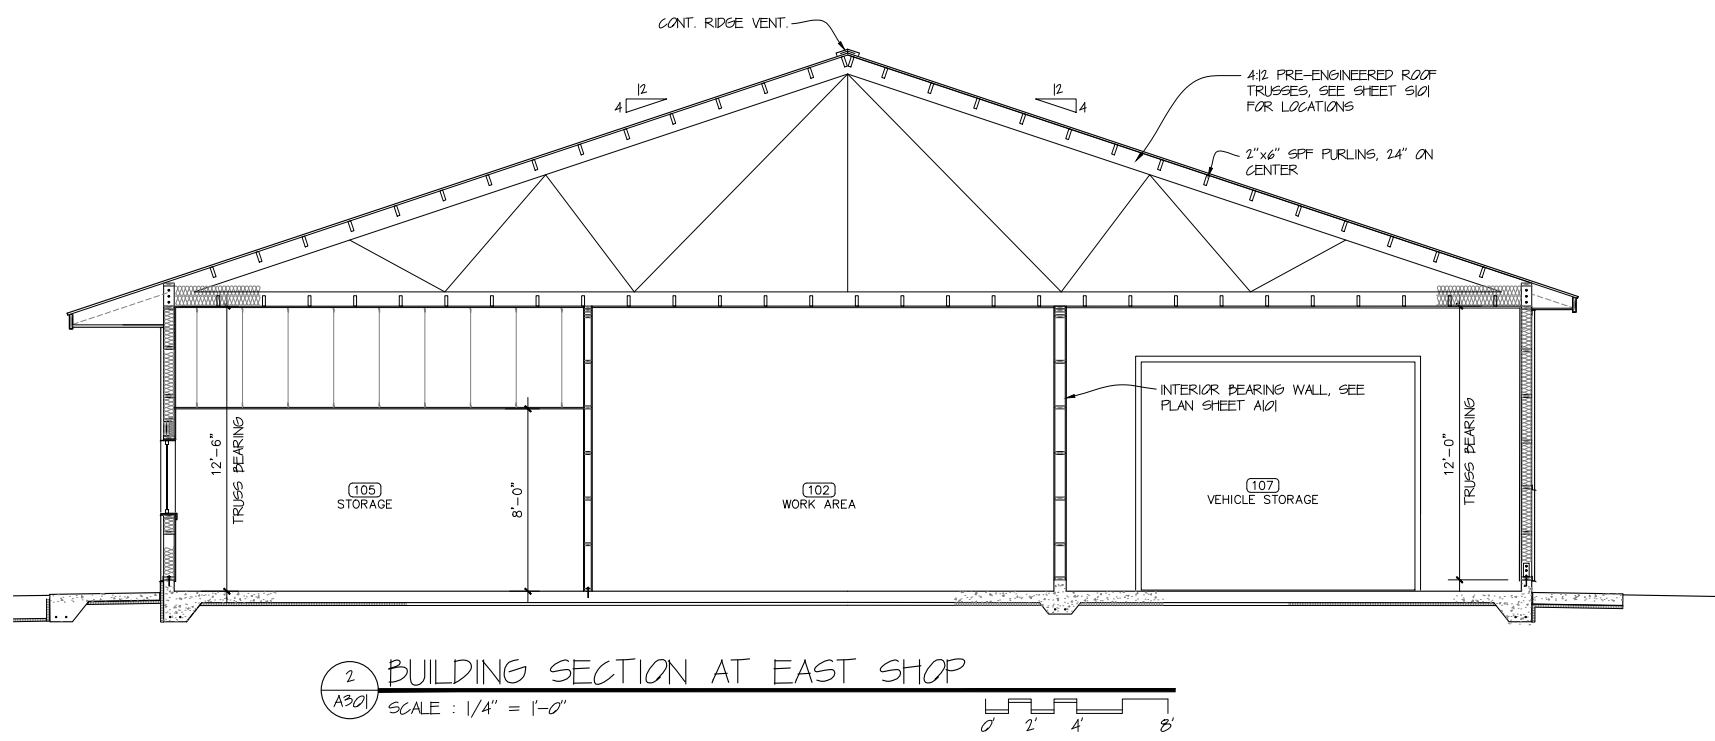 CONT. RIDGE VENT.
12
4
12
4
4:12 PRE-ENGINEERED ROOF
TRUSSES, SEE SHEET S101
FOR LOCATIONS
2"x6" SPF PURLINS, 24" ON
CENTER
INTERIOR BEARING WALL, SEE
PLAN SHEET A101
12'-6"
TRUSS BEARING
105
STORAGE
8'-0"
102
WORK AREA
107
VEHICLE STORAGE
12'-0"
TRUSS BEARING
2
A301
BUILDING SECTION AT EAST SHOP
SCALE : 1/4" = 1'-0"
0' 2' 4' 8'